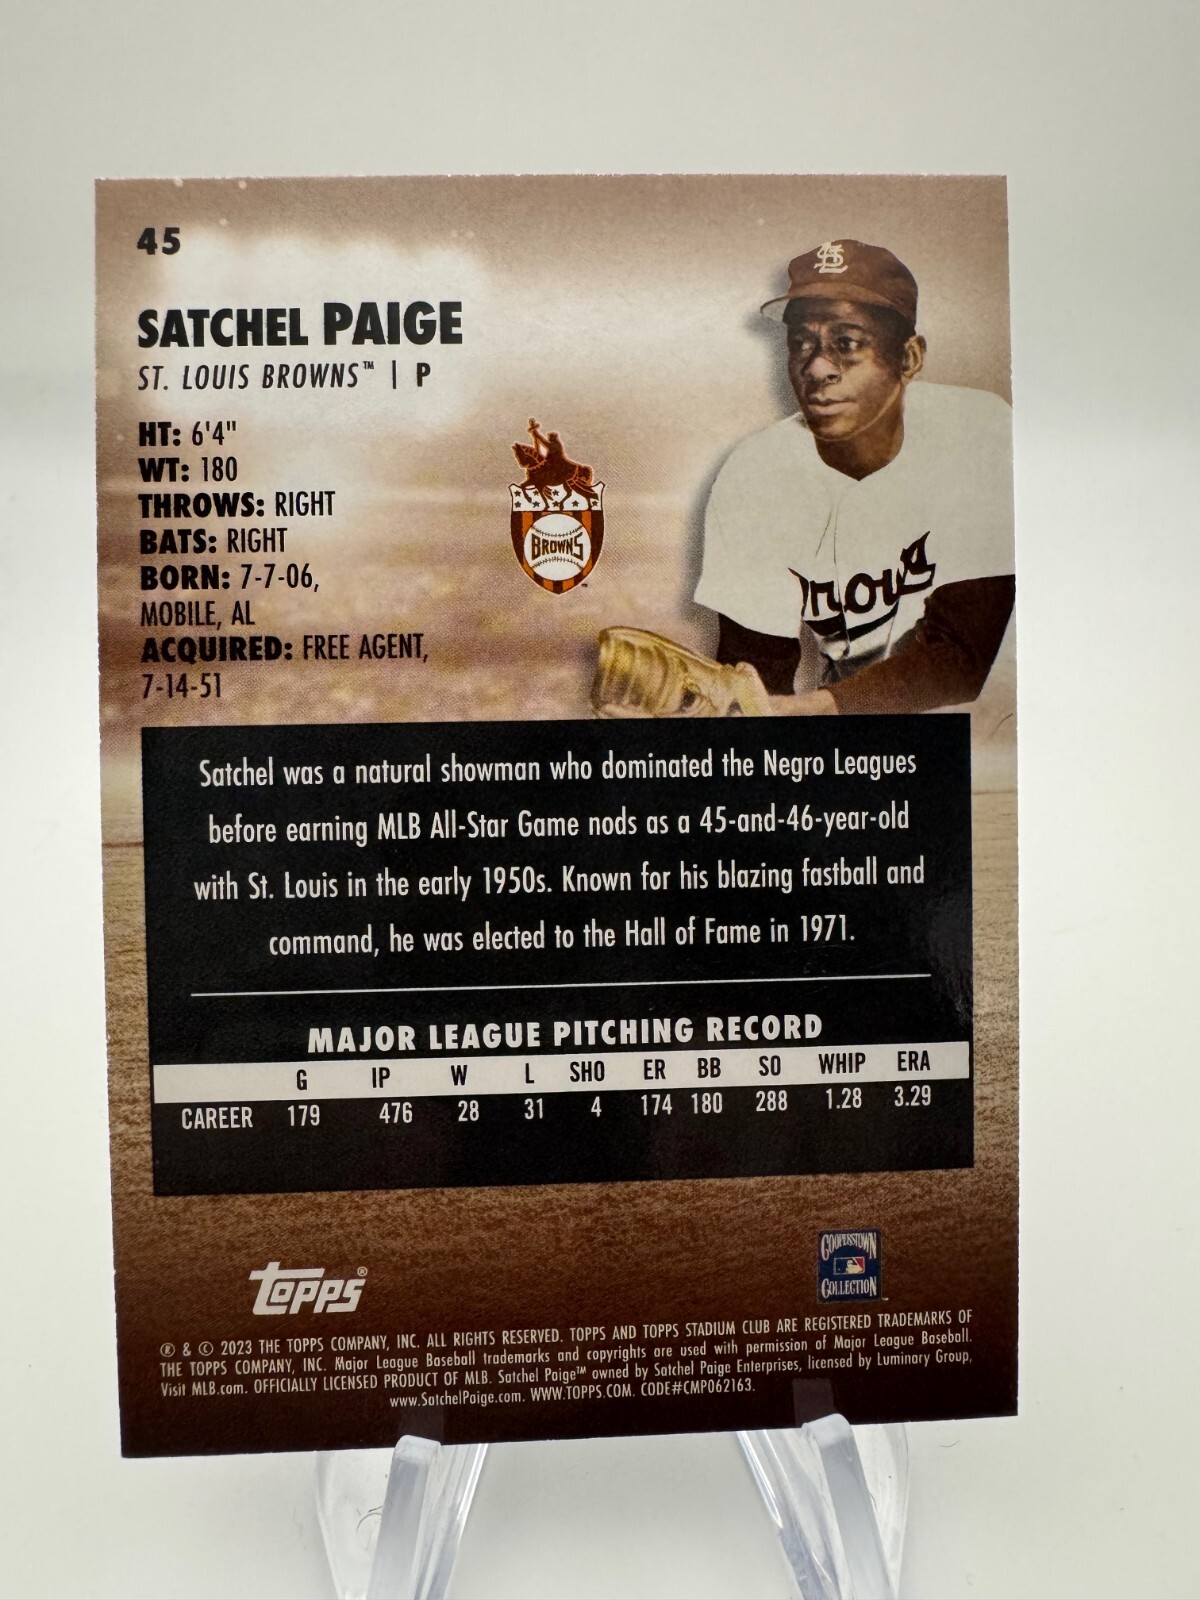 45
SATCHEL PAIGE
ST. LOUIS BROWNS™ | P
HT: 6'4"
WT: 180
THROWS: RIGHT
BATS: RIGHT
BORN: 7-7-06,
MOBILE, AL
ACQUIRED: FREE AGENT,
7-14-51
StL
BROWNS
Browns
Satchel was a natural showman who dominated the Negro Leagues
before earning MLB All-Star Game nods as a 45-and-46-year-old
with St. Louis in the early 1950s. Known for his blazing fastball and
command, he was elected to the Hall of Fame in 1971.
MAJOR LEAGUE PITCHING RECORD
G IP W L SHO ER BB SO WHIP ERA
CAREER 179 476 28 31 4 174 180 288 1.28 3.29
TOPPS®
COOPERSTOWN
COLLECTION
® & © 2023 THE TOPPS COMPANY, INC. ALL RIGHTS RESERVED. TOPPS AND TOPPS STADIUM CLUB ARE REGISTERED TRADEMARKS OF
THE TOPPS COMPANY, INC. Major League Baseball trademarks and copyrights are used with permission of Major League Baseball.
Visit MLB.com. OFFICIALLY LICENSED PRODUCT OF MLB. Satchel Paige™ owned by Satchel Paige Enterprises, licensed by Luminary Group,
www.SatchelPaige.com. WWW.TOPPS.COM. CODE#CMP062163.